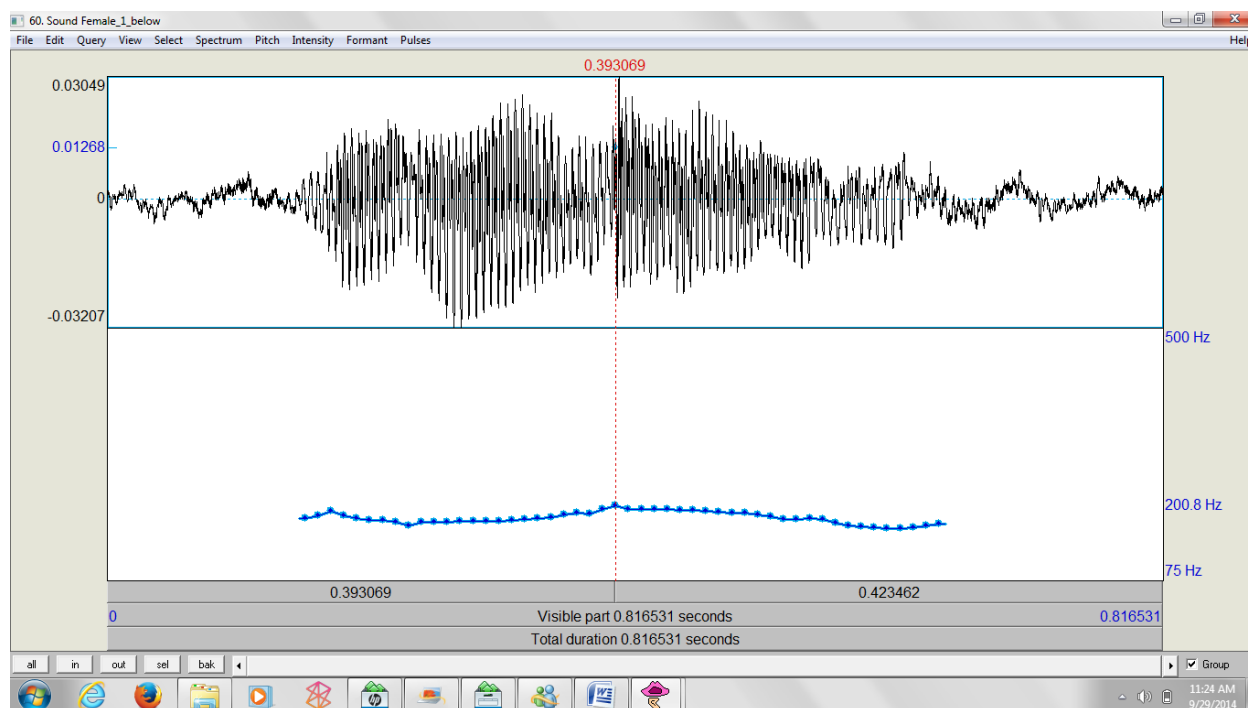 60. Sound Female_1_below
File Edit Query View Select Spectrum Pitch Intensity Formant Pulses Help
0.393069
0.03049
0.01268
0
-0.03207
500 Hz
200.8 Hz
75 Hz
0.393069 0.423462
0 Visible part 0.816531 seconds 0.816531
Total duration 0.816531 seconds
all in out sel bak Group
hp W
11:24 AM
9/29/2014